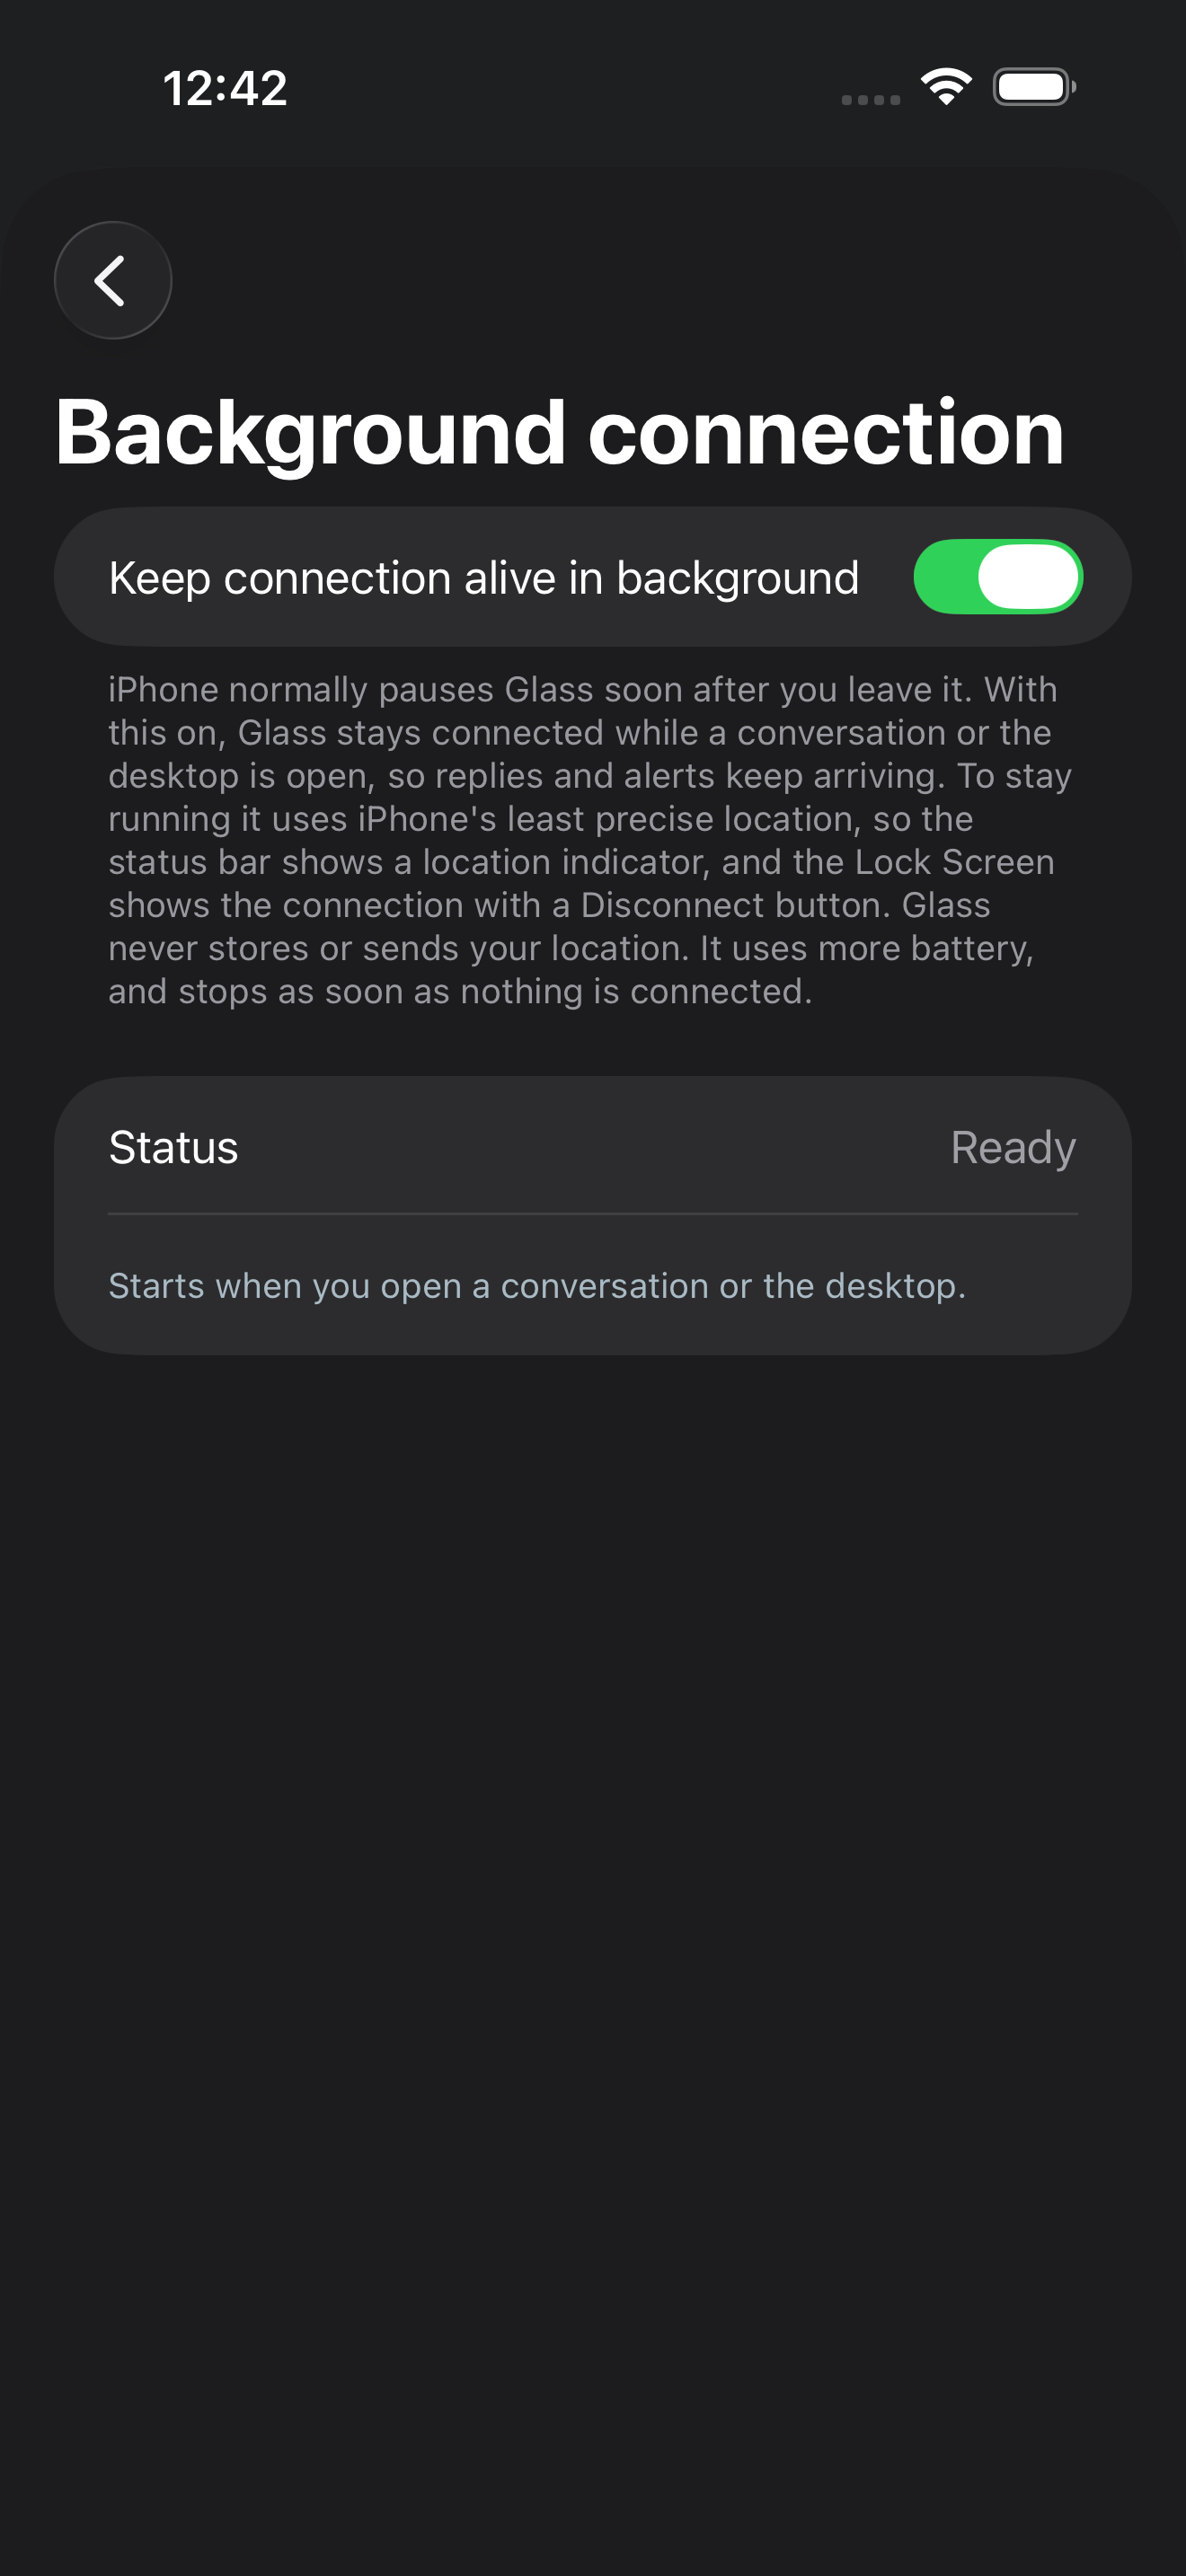 12:42
Background connection
Keep connection alive in background
iPhone normally pauses Glass soon after you leave it. With
this on, Glass stays connected while a conversation or the
desktop is open, so replies and alerts keep arriving. To stay
running it uses iPhone's least precise location, so the
status bar shows a location indicator, and the Lock Screen
shows the connection with a Disconnect button. Glass
never stores or sends your location. It uses more battery,
and stops as soon as nothing is connected.
Status Ready
Starts when you open a conversation or the desktop.